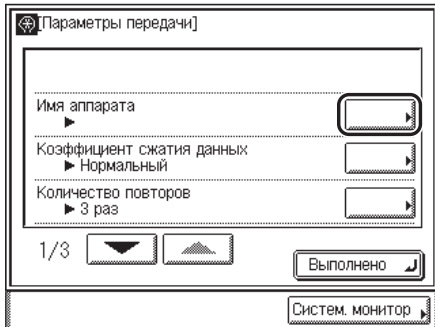 [Параметры передачи]
Имя аппарата
►
Коэффициент сжатия данных
► Нормальный
Количество повторов
► 3 раз
1/3
Выполнено
Систем. монитор